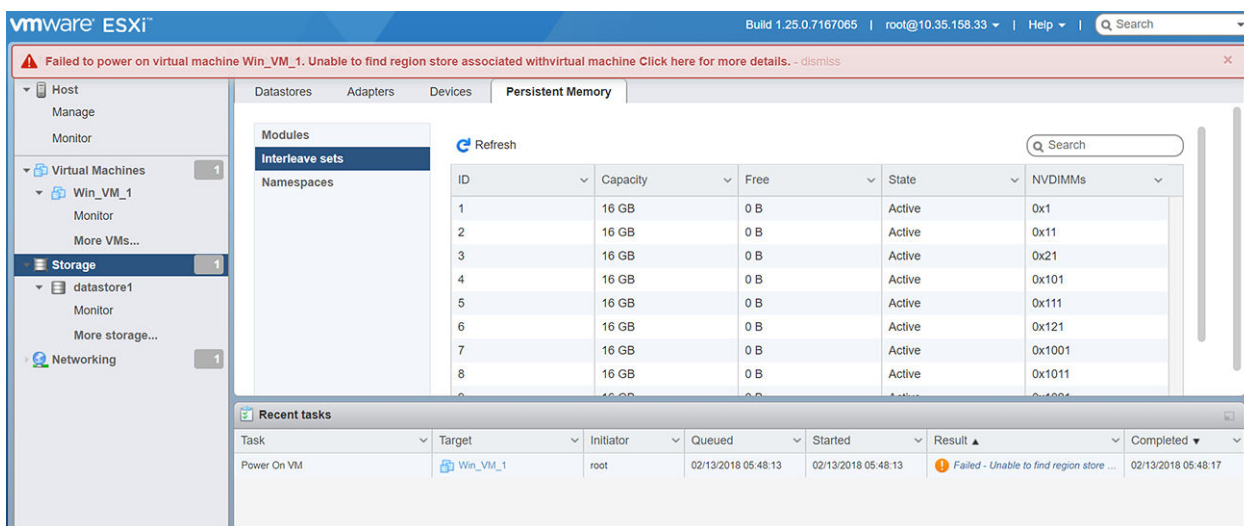 vmware ESXi™
Build 1.25.0.7167065 | root@10.35.158.33 | Help | Search
Failed to power on virtual machine Win_VM_1. Unable to find region store associated withvirtual machine Click here for more details. - dismiss ×
Host
Manage
Monitor
Virtual Machines 1
Win_VM_1
Monitor
More VMs...
Storage 1
datastore1
Monitor
More storage...
Networking 1
Datastores Adapters Devices Persistent Memory
Modules
Interleave sets
Namespaces
Refresh Search
ID Capacity Free State NVDIMMs
1 16 GB 0 B Active 0x1
2 16 GB 0 B Active 0x11
3 16 GB 0 B Active 0x21
4 16 GB 0 B Active 0x101
5 16 GB 0 B Active 0x111
6 16 GB 0 B Active 0x121
7 16 GB 0 B Active 0x1001
8 16 GB 0 B Active 0x1011
Recent tasks
Task Target Initiator Queued Started Result ▲ Completed ▼
Power On VM Win_VM_1 root 02/13/2018 05:48:13 02/13/2018 05:48:13 Failed - Unable to find region store ... 02/13/2018 05:48:17